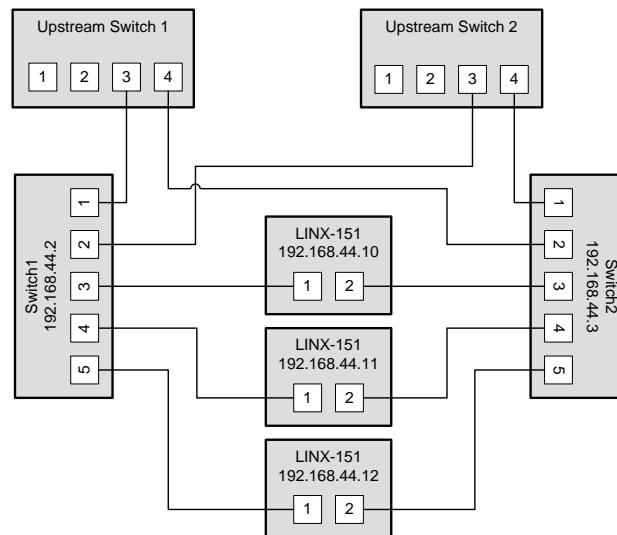 Upstream Switch 1
1 2 3 4
Upstream Switch 2
1 2 3 4
Switch1
192.168.44.2
1
2
3
4
5
LINX-151
192.168.44.10
1 2
LINX-151
192.168.44.11
1 2
LINX-151
192.168.44.12
1 2
Switch2
192.168.44.3
1
2
3
4
5